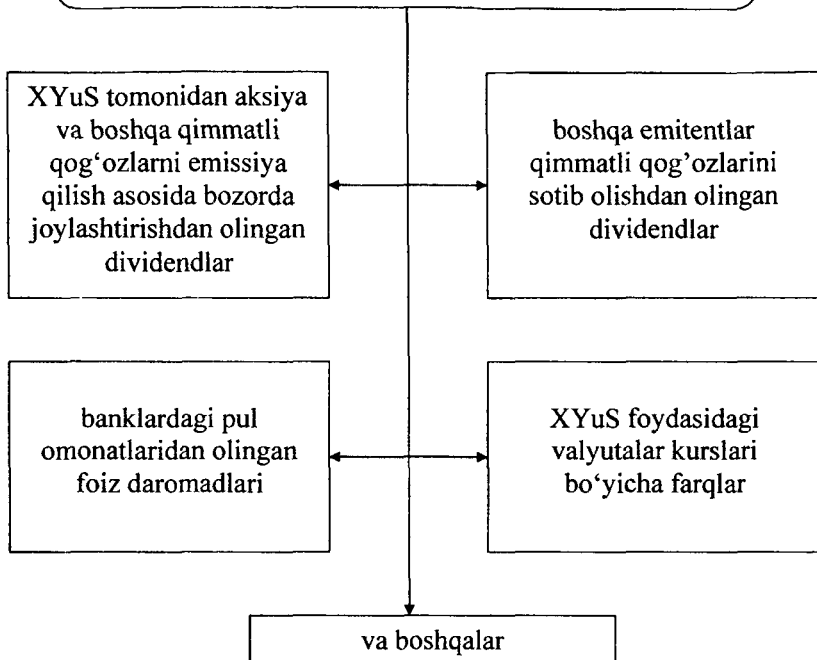 XYuS tomonidan aksiya
va boshqa qimmatli
qog‘ozlarni emissiya
qilish asosida bozorda
joylashtirishdan olingan
dividendlar
boshqa emitentlar
qimmatli qog’ozlarini
sotib olishdan olingan
dividendlar
banklardagi pul
omonatlaridan olingan
foiz daromadlari
XYuS foydasidagi
valyutalar kurslari
bo‘yicha farqlar
va boshqalar